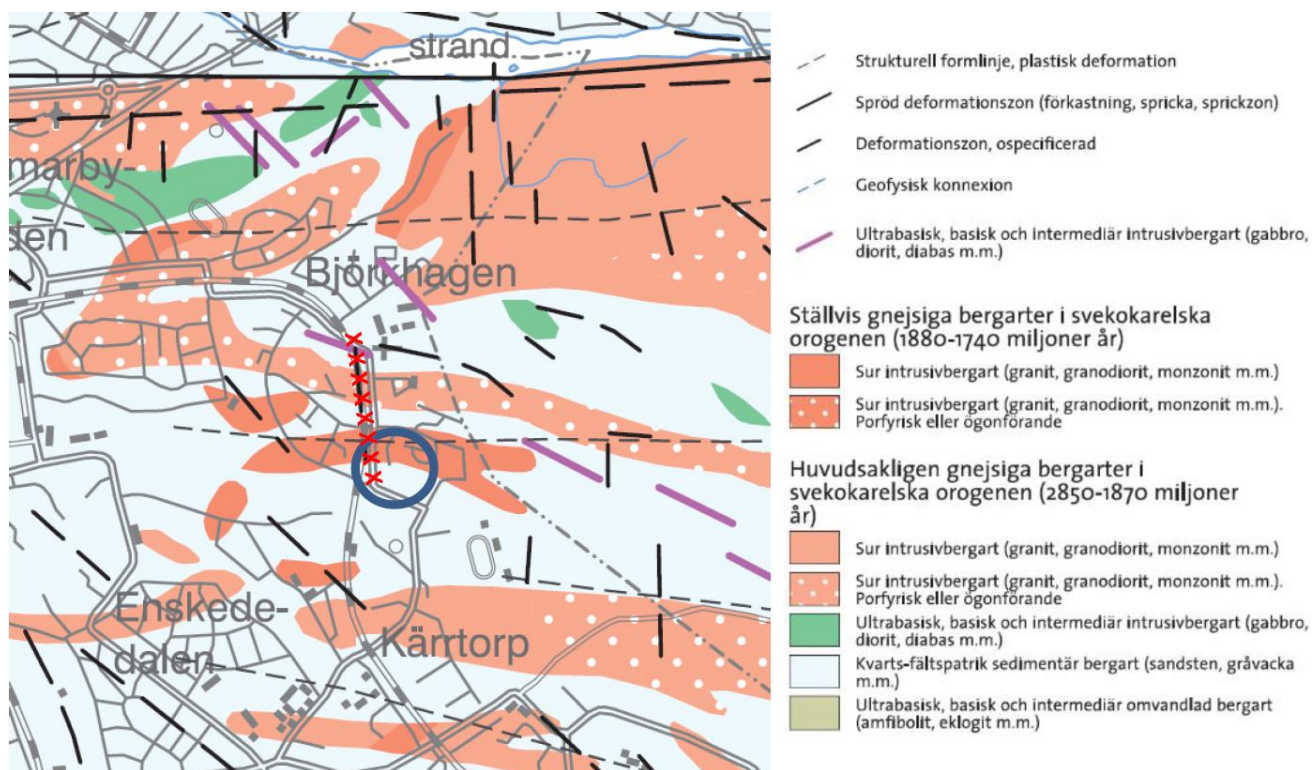 strand
marby-
den
Björkhagen
Enskede-
dalen
Kärrtorp
Strukturell formlinje, plastisk deformation
Spröd deformationszon (förkastning, spricka, sprickzon)
Deformationszon, ospecificerad
Geofysisk konnexion
Ultrabasisk, basisk och intermediär intrusivbergart (gabbro,
diorit, diabas m.m.)
Ställvis gnejsiga bergarter i svekokarelska
orogenen (1880-1740 miljoner år)
Sur intrusivbergart (granit, granodiorit, monzonit m.m.)
Sur intrusivbergart (granit, granodiorit, monzonit m.m.).
Porfyrisk eller ögonförande
Huvudsakligen gnejsiga bergarter i
svekokarelska orogenen (2850-1870 miljoner
år)
Sur intrusivbergart (granit, granodiorit, monzonit m.m.)
Sur intrusivbergart (granit, granodiorit, monzonit m.m.).
Porfyrisk eller ögonförande
Ultrabasisk, basisk och intermediär intrusivbergart (gabbro,
diorit, diabas m.m.)
Kvarts-fältspatrik sedimentär bergart (sandsten, gråvacka
m.m.)
Ultrabasisk, basisk och intermediär omvandlad bergart
(amfibolit, eklogit m.m.)